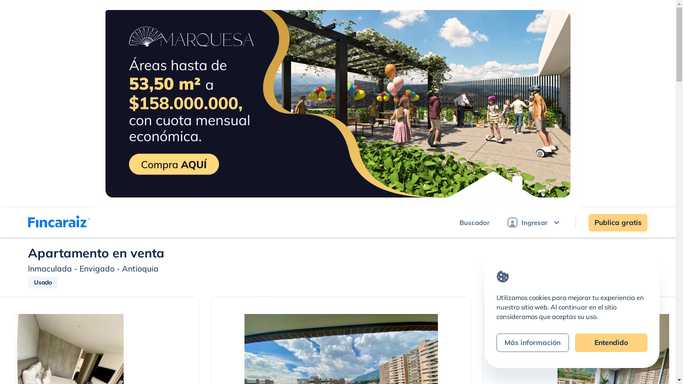 MARQUESA
Áreas hasta de
53,50 m² a
$158.000.000,
con cuota mensual
económica.
Compra AQUÍ
Fincaraíz
Buscador
Ingresar
Publica gratis
Apartamento en venta
Inmaculada - Envigado - Antioquia
Usado
Utilizamos cookies para mejorar tu experiencia en
nuestro sitio web. Al continuar en el sitio
consideramos que aceptas su uso.
Más información
Entendido